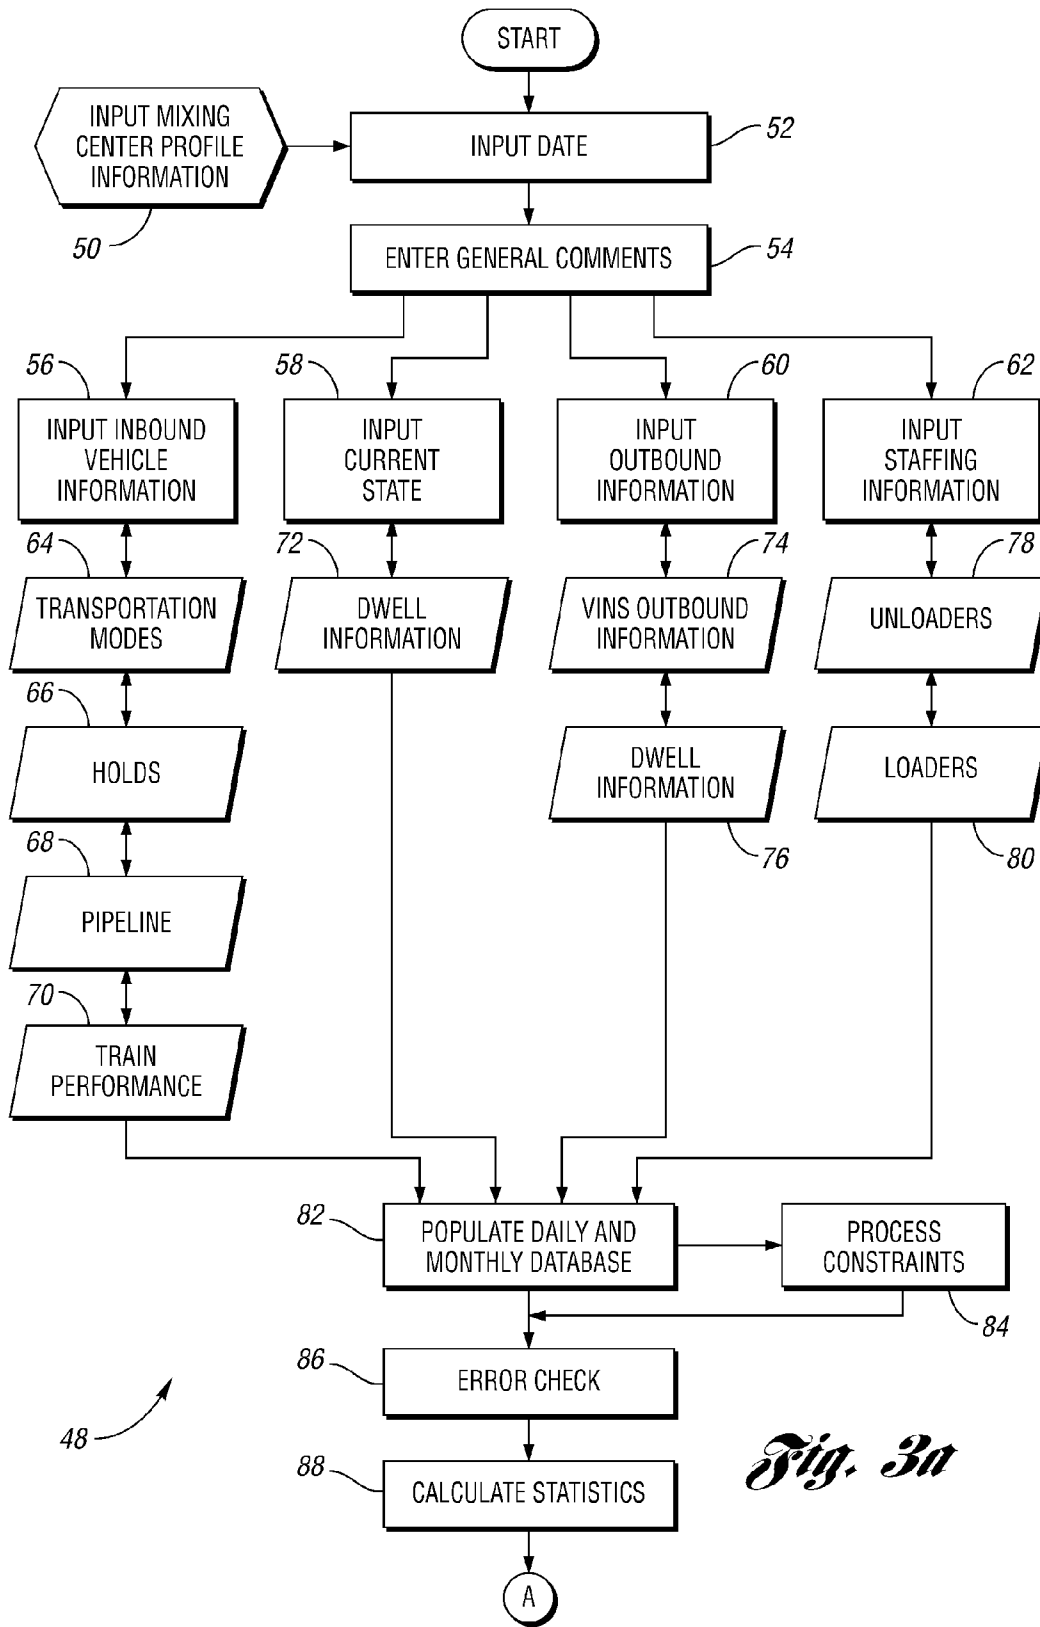 START
INPUT MIXING
CENTER PROFILE
INFORMATION
50
INPUT DATE
52
ENTER GENERAL COMMENTS
54
56
58
60
62
INPUT INBOUND
VEHICLE
INFORMATION
INPUT
CURRENT
STATE
INPUT
OUTBOUND
INFORMATION
INPUT
STAFFING
INFORMATION
64
72
74
78
TRANSPORTATION
MODES
DWELL
INFORMATION
VINS OUTBOUND
INFORMATION
UNLOADERS
66
HOLDS
DWELL
INFORMATION
LOADERS
68
76
80
PIPELINE
70
TRAIN
PERFORMANCE
82
POPULATE DAILY AND
MONTHLY DATABASE
PROCESS
CONSTRAINTS
84
86
ERROR CHECK
48
88
CALCULATE STATISTICS
Fig. 3a
A